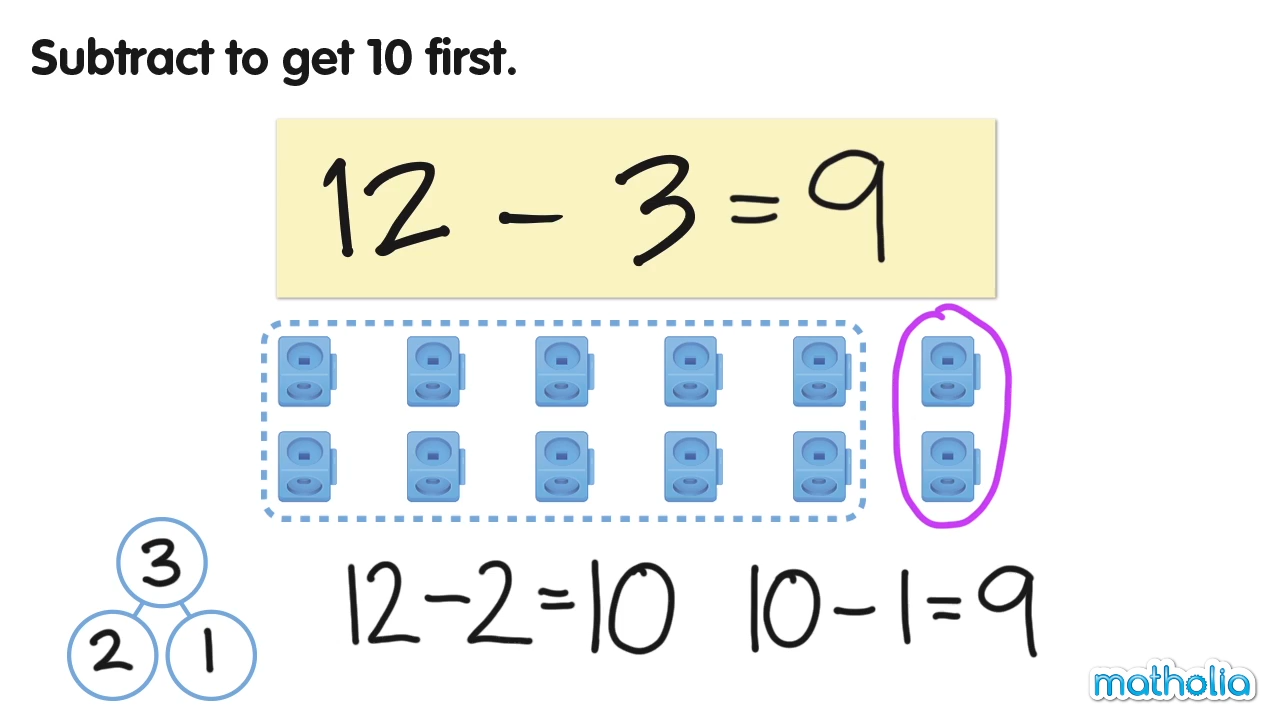 Subtract to get 10 first.
12 - 3 = 9
3
2 1
12 - 2 = 10 10 - 1 = 9
matholia